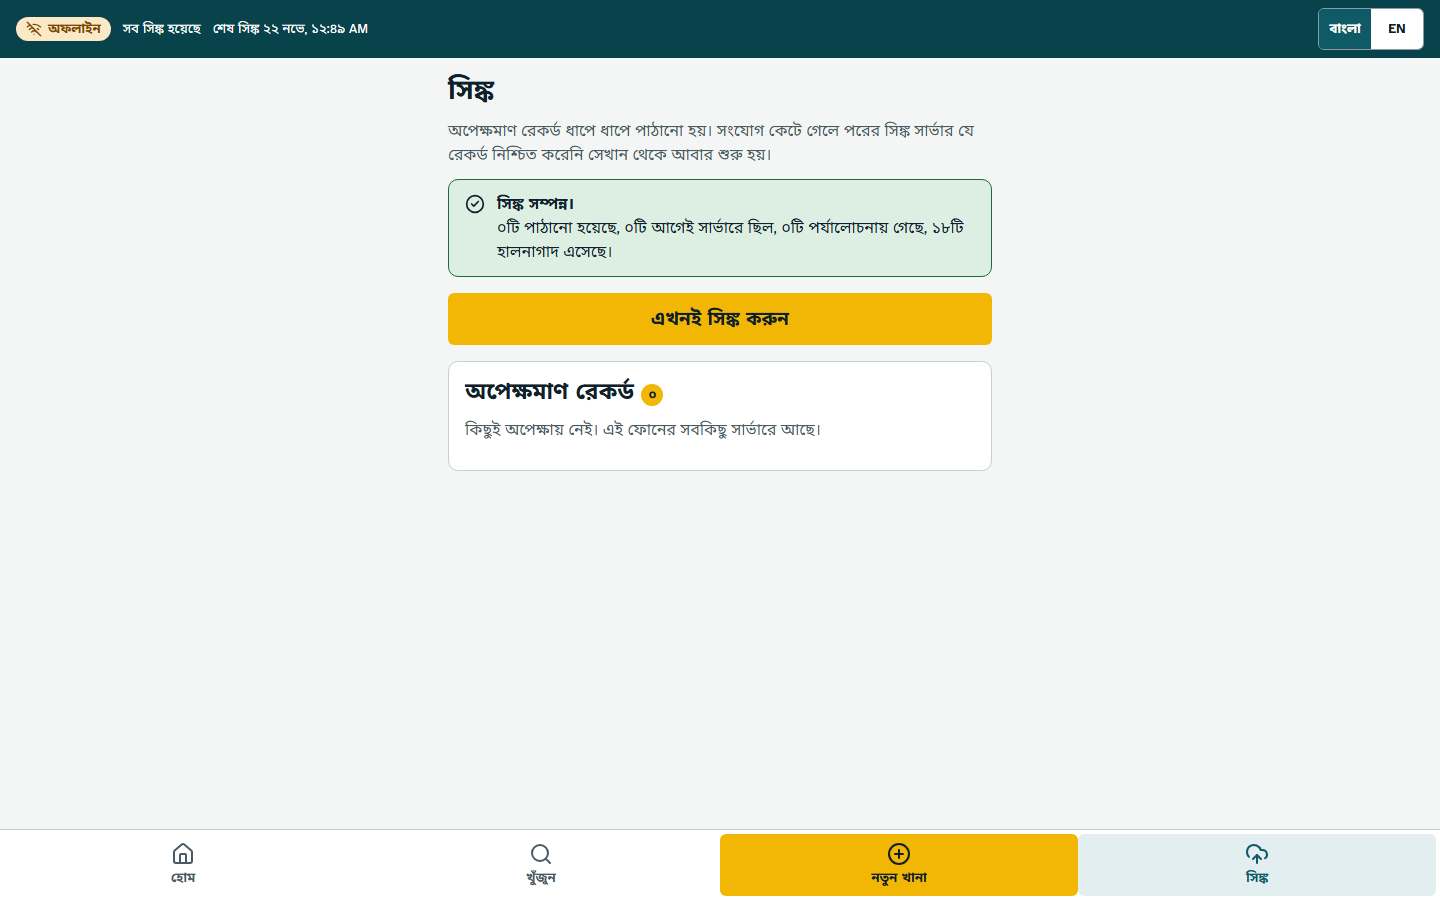 অফলাইন সব সিঙ্ক হয়েছে শেষ সিঙ্ক ২২ নভে, ১২:৪৯ AM বাংলা EN
সিঙ্ক
অপেক্ষমাণ রেকর্ড ধাপে ধাপে পাঠানো হয়। সংযোগ কেটে গেলে পরের সিঙ্ক সার্ভার যে
রেকর্ড নিশ্চিত করেনি সেখান থেকে আবার শুরু হয়।
সিঙ্ক সম্পন্ন।
০টি পাঠানো হয়েছে, ০টি আগেই সার্ভারে ছিল, ০টি পর্যালোচনায় গেছে, ১৮টি
হালনাগাদ এসেছে।
এখনই সিঙ্ক করুন
অপেক্ষমাণ রেকর্ড ০
কিছুই অপেক্ষায় নেই। এই ফোনের সবকিছু সার্ভারে আছে।
হোম খুঁজুন নতুন খানা সিঙ্ক